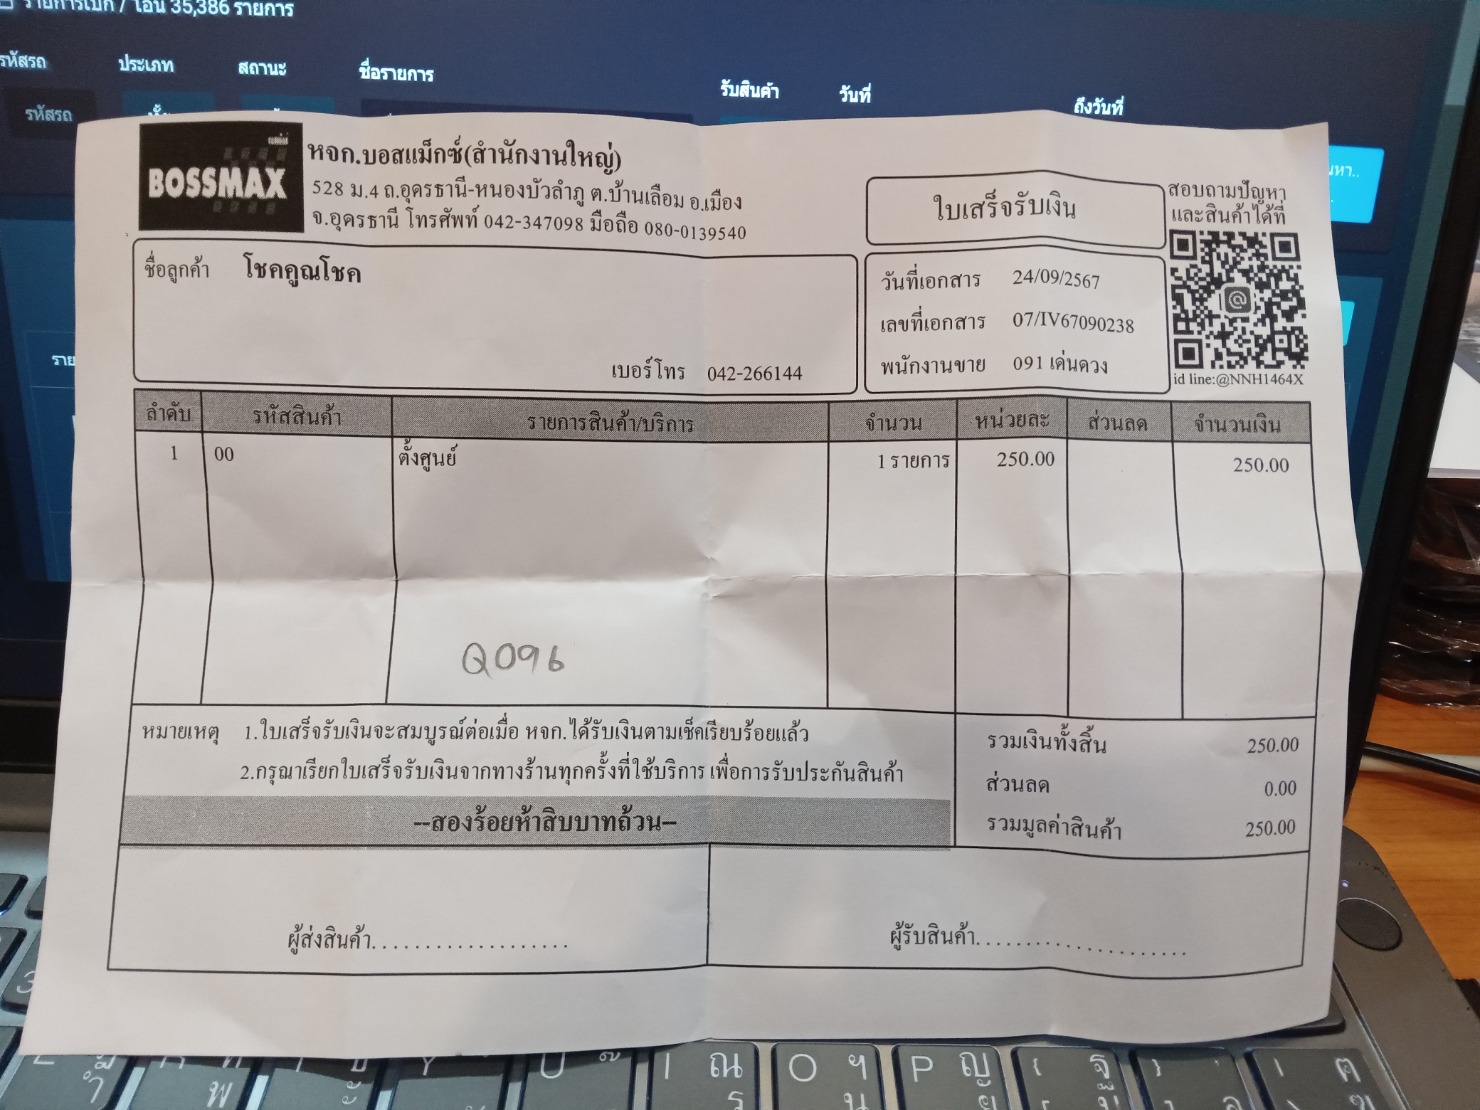 รายการเบิก / โอน 35,386 รายการ
รหัสรถ ประเภท สถานะ ชื่อรายการ รับสินค้า วันที่ ถึงวันที่
รหัสรถ
BOSSMAX
หจก.บอสแม็กซ์(สำนักงานใหญ่)
528 ม.4 ถ.อุดรธานี-หนองบัวลำภู ต.บ้านเลื่อม อ.เมือง
จ.อุดรธานี โทรศัพท์ 042-347098 มือถือ 080-0139540
ใบเสร็จรับเงิน
สอบถามปัญหา
และสินค้าได้ที่
id line:@NNH1464X
ชื่อลูกค้า โชคคูณโชค
เบอร์โทร 042-266144
วันที่เอกสาร 24/09/2567
เลขที่เอกสาร 07/IV67090238
พนักงานขาย 091 เด่นดวง
ลำดับ รหัสสินค้า รายการสินค้า/บริการ จำนวน หน่วยละ ส่วนลด จำนวนเงิน
1 00 ตั้งศูนย์ 1 รายการ 250.00 250.00
Q096
หมายเหตุ 1.ใบเสร็จรับเงินจะสมบูรณ์ต่อเมื่อ หจก.ได้รับเงินตามเช็คเรียบร้อยแล้ว
2.กรุณาเรียกใบเสร็จรับเงินจากทางร้านทุกครั้งที่ใช้บริการ เพื่อการรับประกันสินค้า
--สองร้อยห้าสิบบาทถ้วน--
รวมเงินทั้งสิ้น 250.00
ส่วนลด 0.00
รวมมูลค่าสินค้า 250.00
ผู้ส่งสินค้า...................
ผู้รับสินค้า....................